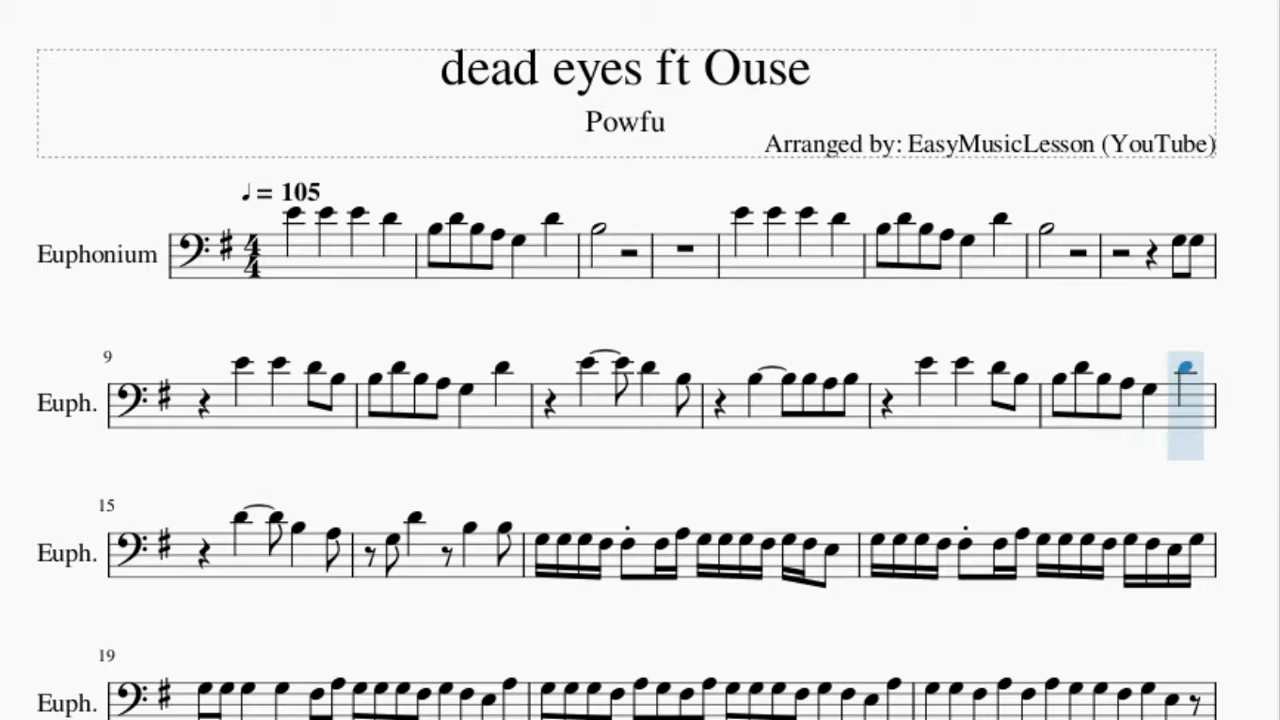 dead eyes ft Ouse
Powfu
Arranged by: EasyMusicLesson (YouTube)
♩ = 105
Euphonium
4
4
9
Euph.
15
Euph.
19
Euph.